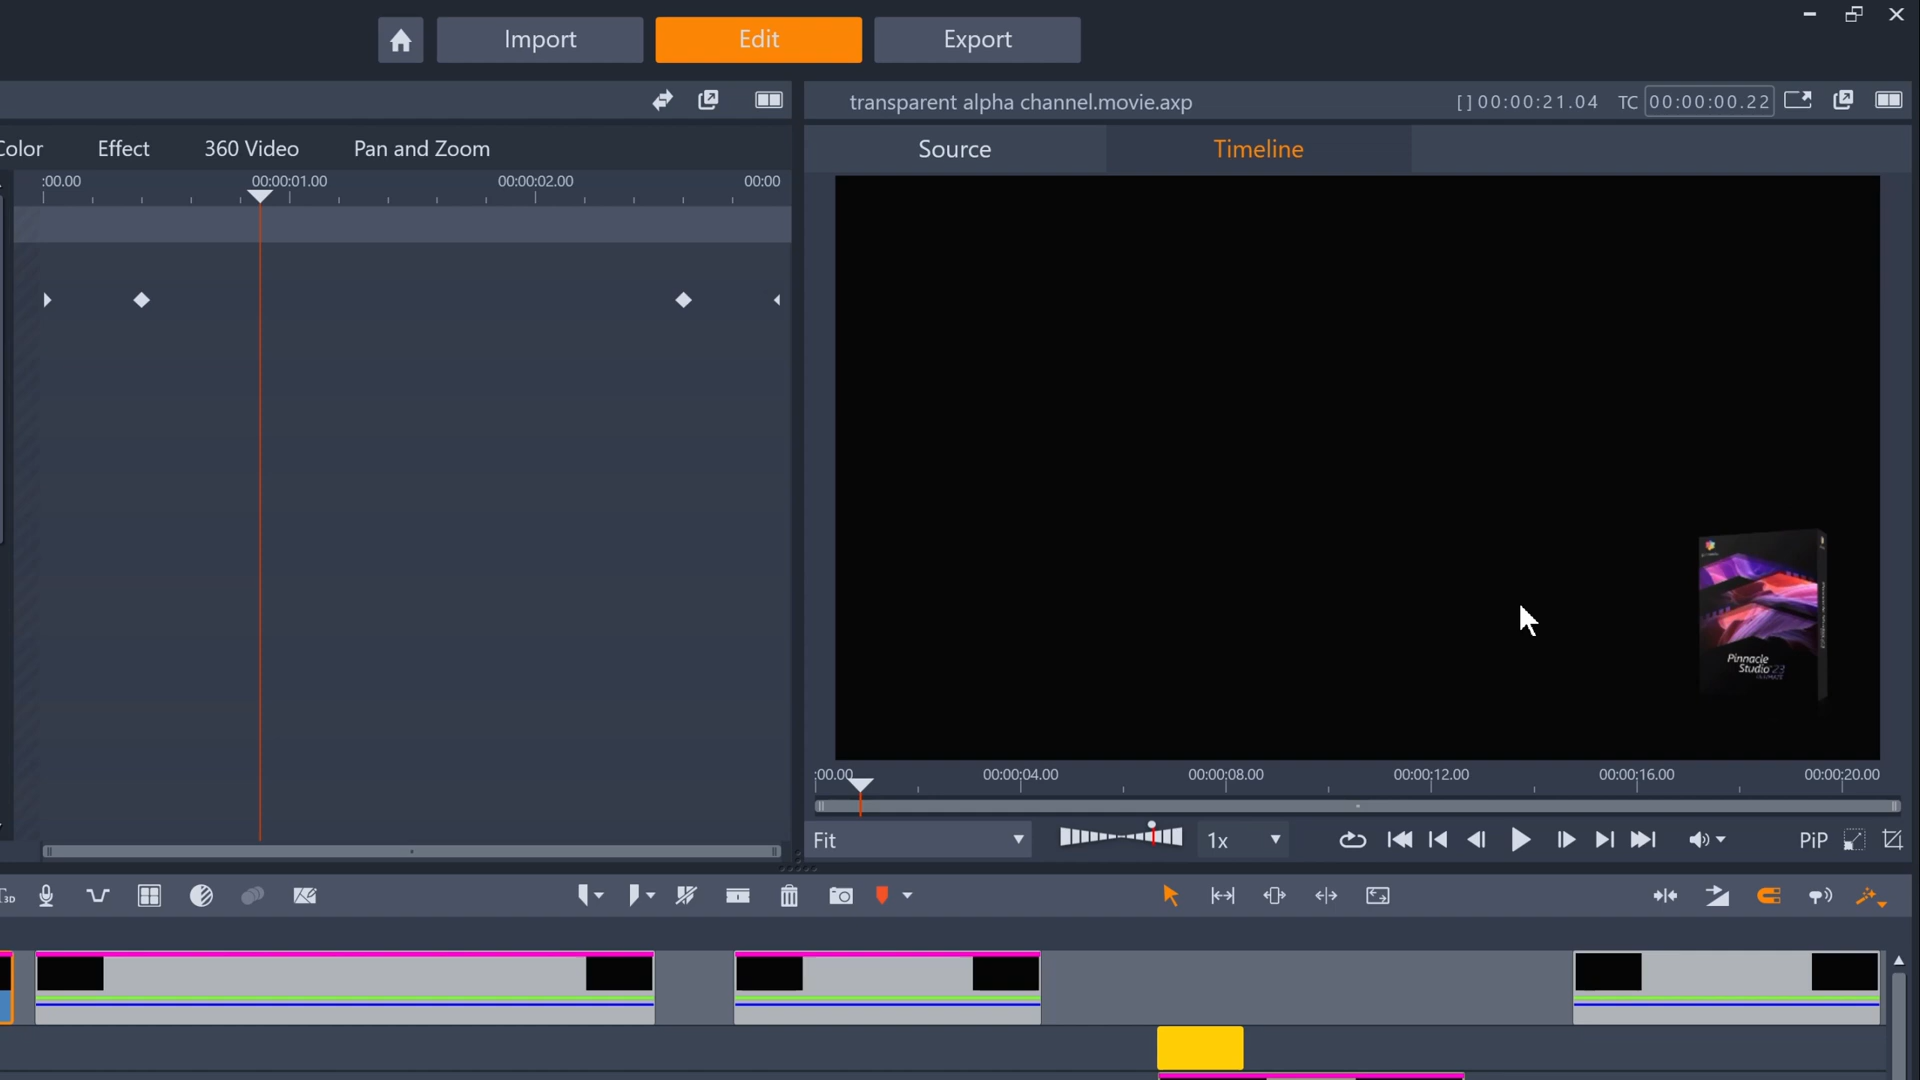 Import
Edit
Export
transparent alpha channel.movie.axp
[]00:00:21.04
TC 00:00:00.22
Color
Effect
360 Video
Pan and Zoom
Source
Timeline
:00.00
00:00:01.00
00:00:02.00
00:00
Pinnacle
Studio 23
ULTIMATE
:00.00
00:00:04.00
00:00:08.00
00:00:12.00
00:00:16.00
00:00:20.00
Fit
1x
PiP
3D